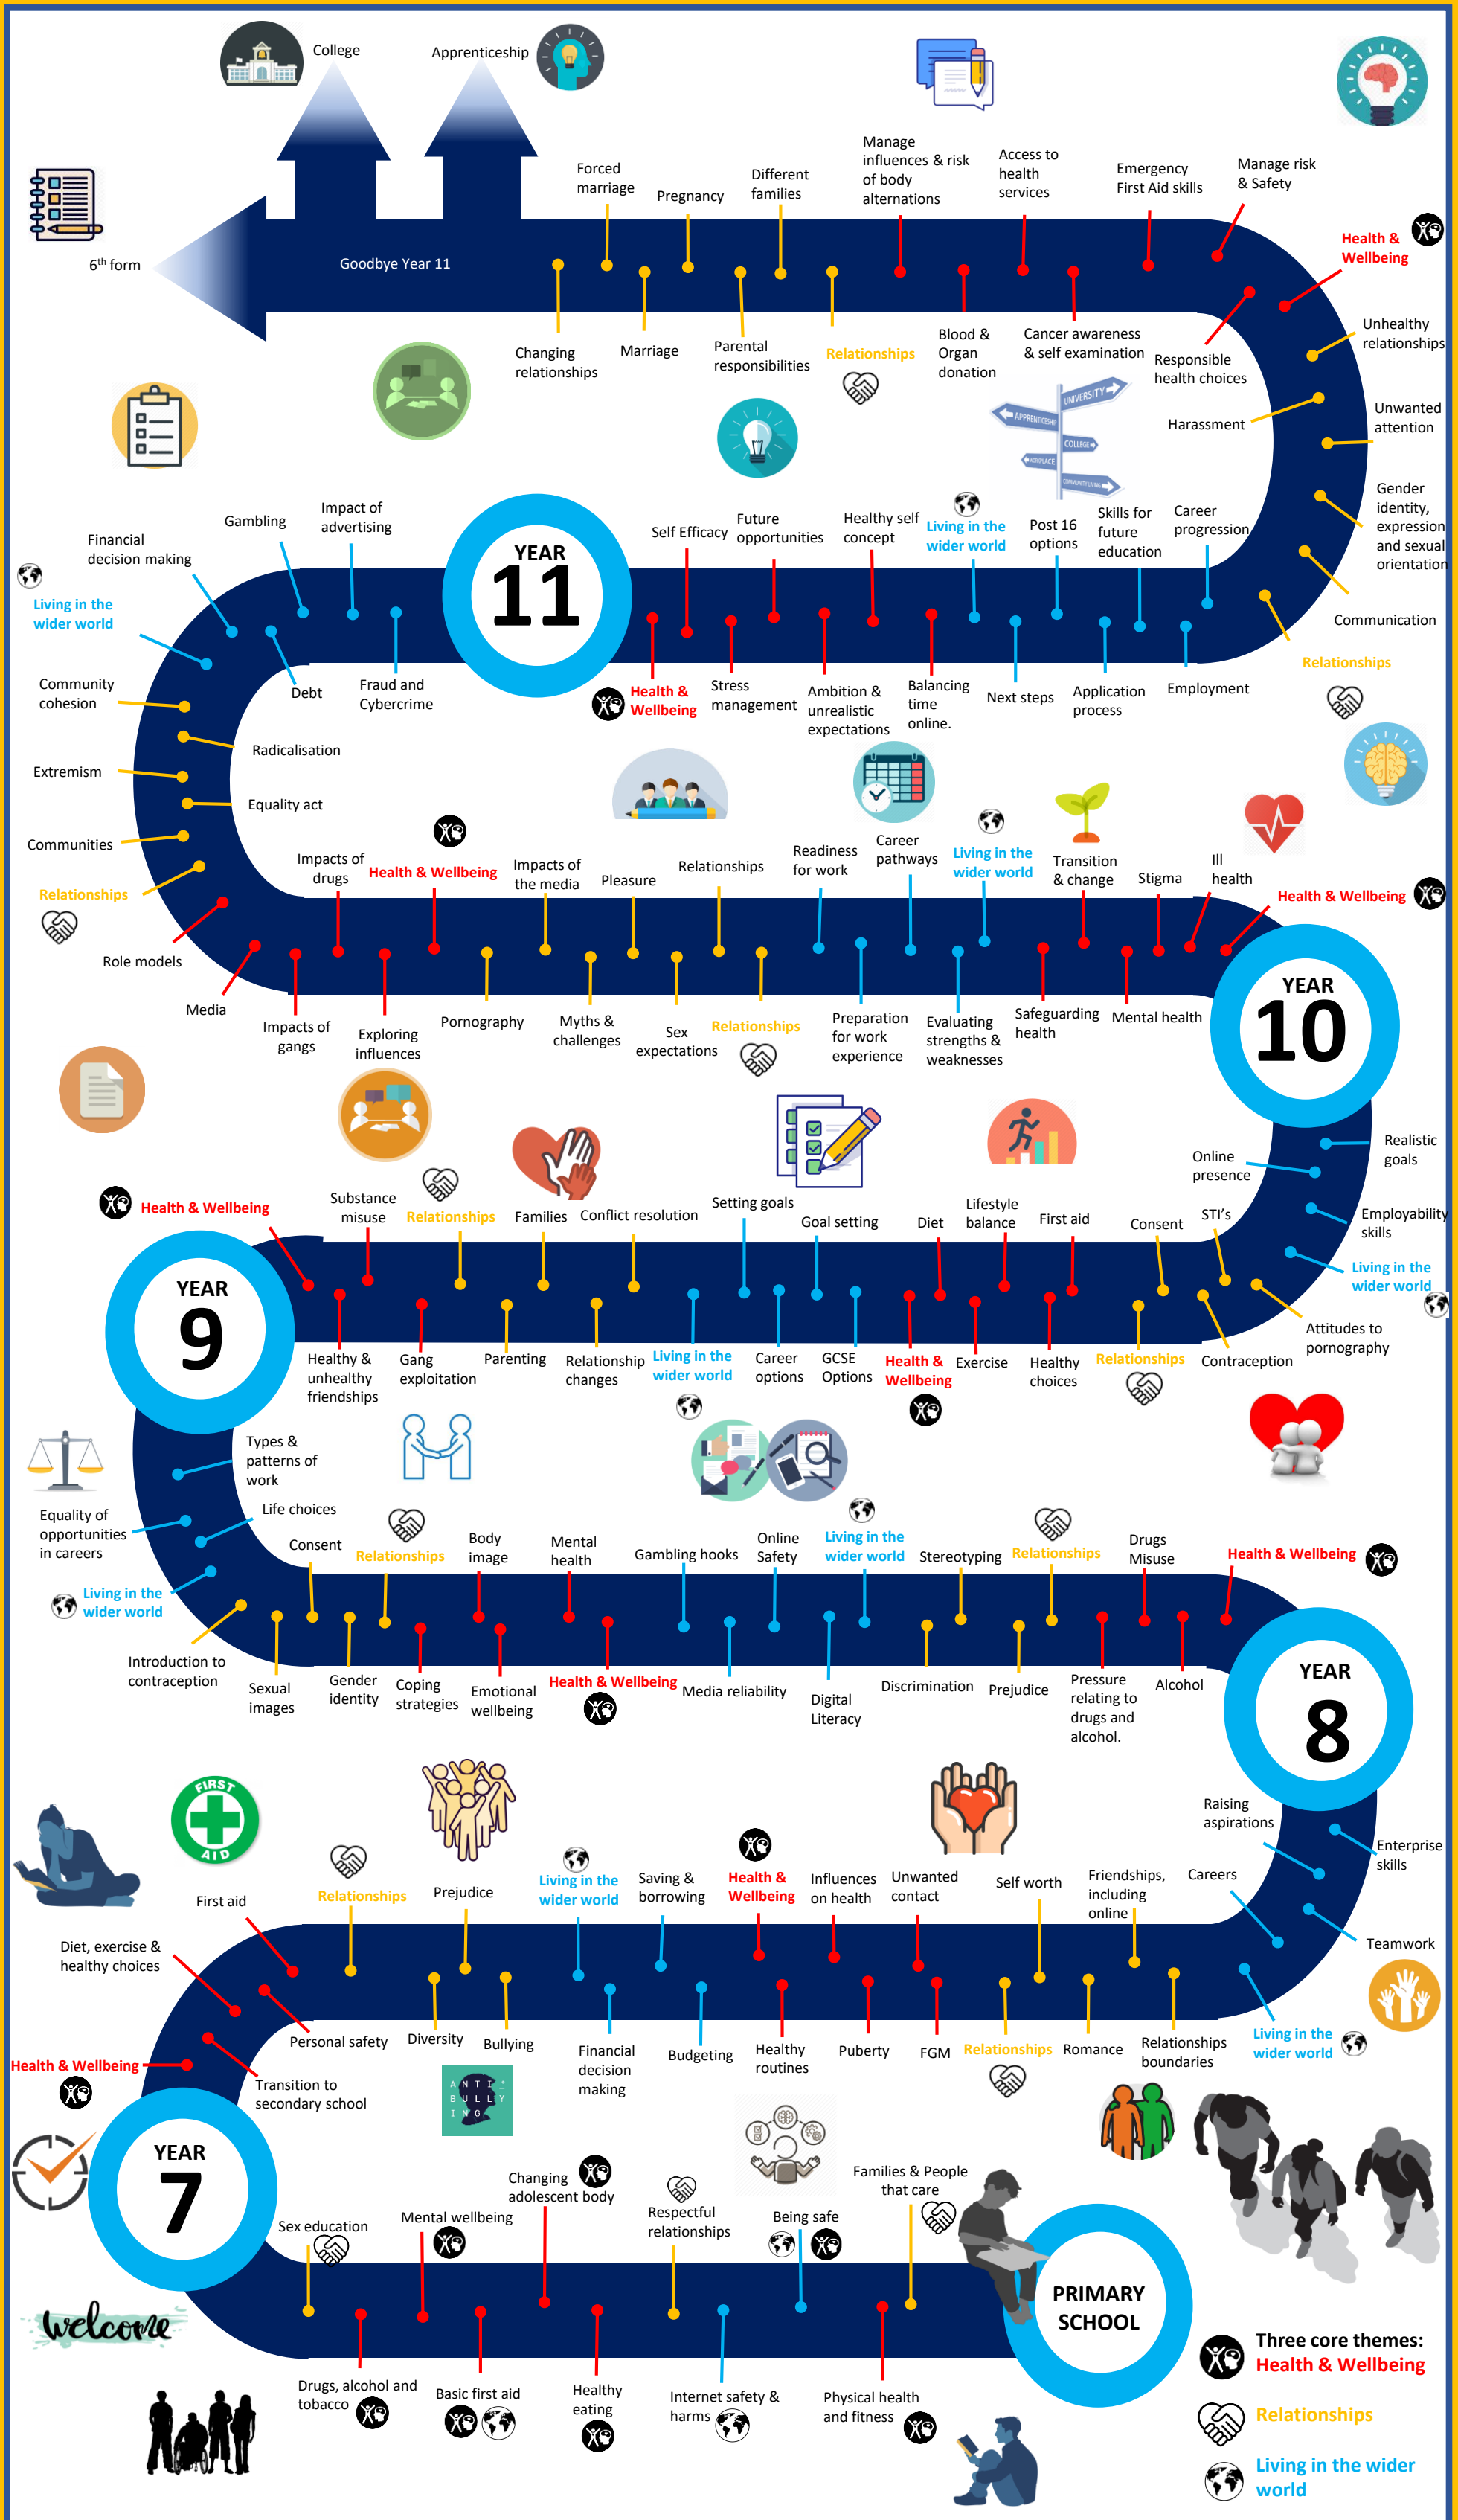 College
Apprenticeship
Manage
influences & risk
of body
alternations
Access to
health
services
Emergency
First Aid skills
Manage risk
& Safety
Forced
marriage
Pregnancy
Different
families
Health &
Wellbeing
6th form
Goodbye Year 11
Changing
relationships
Marriage
Parental
responsibilities
Relationships
Blood &
Organ
donation
Cancer awareness
& self examination
Responsible
health choices
Unhealthy
relationships
Harassment
Unwanted
attention
UNIVERSITY
APPRENTICESHIP
COLLEGE
WORKPLACE
COMMUNITY LIVING
Gender
identity,
expression
and sexual
orientation
Communication
Relationships
Career
progression
Skills for
future
education
Post 16
options
Living in the
wider world
Healthy self
concept
Future
opportunities
Self Efficacy
YEAR
11
Impact of
advertising
Gambling
Financial
decision making
Living in the
wider world
Employment
Application
process
Next steps
Balancing
time
online.
Ambition &
unrealistic
expectations
Stress
management
Health &
Wellbeing
Fraud and
Cybercrime
Debt
Community
cohesion
Radicalisation
Extremism
Equality act
Communities
Relationships
Role models
Media
Impacts of
drugs
Health & Wellbeing
Impacts of
the media
Pleasure
Relationships
Readiness
for work
Career
pathways
Living in the
wider world
Transition
& change
Stigma
Ill
health
Health & Wellbeing
Impacts of
gangs
Exploring
influences
Pornography
Myths &
challenges
Sex
expectations
Relationships
Preparation
for work
experience
Evaluating
strengths &
weaknesses
Safeguarding
health
Mental health
YEAR
10
Realistic
goals
Online
presence
Employability
skills
Living in the
wider world
STI's
Attitudes to
pornography
Consent
Contraception
Relationships
First aid
Healthy
choices
Lifestyle
balance
Exercise
Diet
Health &
Wellbeing
Goal setting
GCSE
Options
Setting goals
Career
options
Living in the
wider world
Conflict resolution
Relationship
changes
Families
Parenting
Relationships
Gang
exploitation
Substance
misuse
Healthy &
unhealthy
friendships
Health & Wellbeing
YEAR
9
Types &
patterns of
work
Equality of
opportunities
in careers
Life choices
Living in the
wider world
Introduction to
contraception
Consent
Relationships
Body
image
Mental
health
Gambling hooks
Online
Safety
Living in the
wider world
Stereotyping
Relationships
Drugs
Misuse
Health & Wellbeing
Sexual
images
Gender
identity
Coping
strategies
Emotional
wellbeing
Health & Wellbeing
Media reliability
Digital
Literacy
Discrimination
Prejudice
Pressure
relating to
drugs and
alcohol.
Alcohol
YEAR
8
Raising
aspirations
Enterprise
skills
Careers
Teamwork
Living in the
wider world
FIRST
AID
First aid
Relationships
Prejudice
Living in the
wider world
Saving &
borrowing
Health &
Wellbeing
Influences
on health
Unwanted
contact
Self worth
Friendships,
including
online
Diet, exercise &
healthy choices
Personal safety
Diversity
Bullying
Financial
decision
making
Budgeting
Healthy
routines
Puberty
FGM
Relationships
Romance
Relationships
boundaries
Health & Wellbeing
Transition to
secondary school
ANTI
BULLY
ING
YEAR
7
Sex education
Mental wellbeing
Changing
adolescent body
Respectful
relationships
Being safe
Families & People
that care
PRIMARY
SCHOOL
welcome
Drugs, alcohol and
tobacco
Basic first aid
Healthy
eating
Internet safety &
harms
Physical health
and fitness
Three core themes:
Health & Wellbeing
Relationships
Living in the wider
world